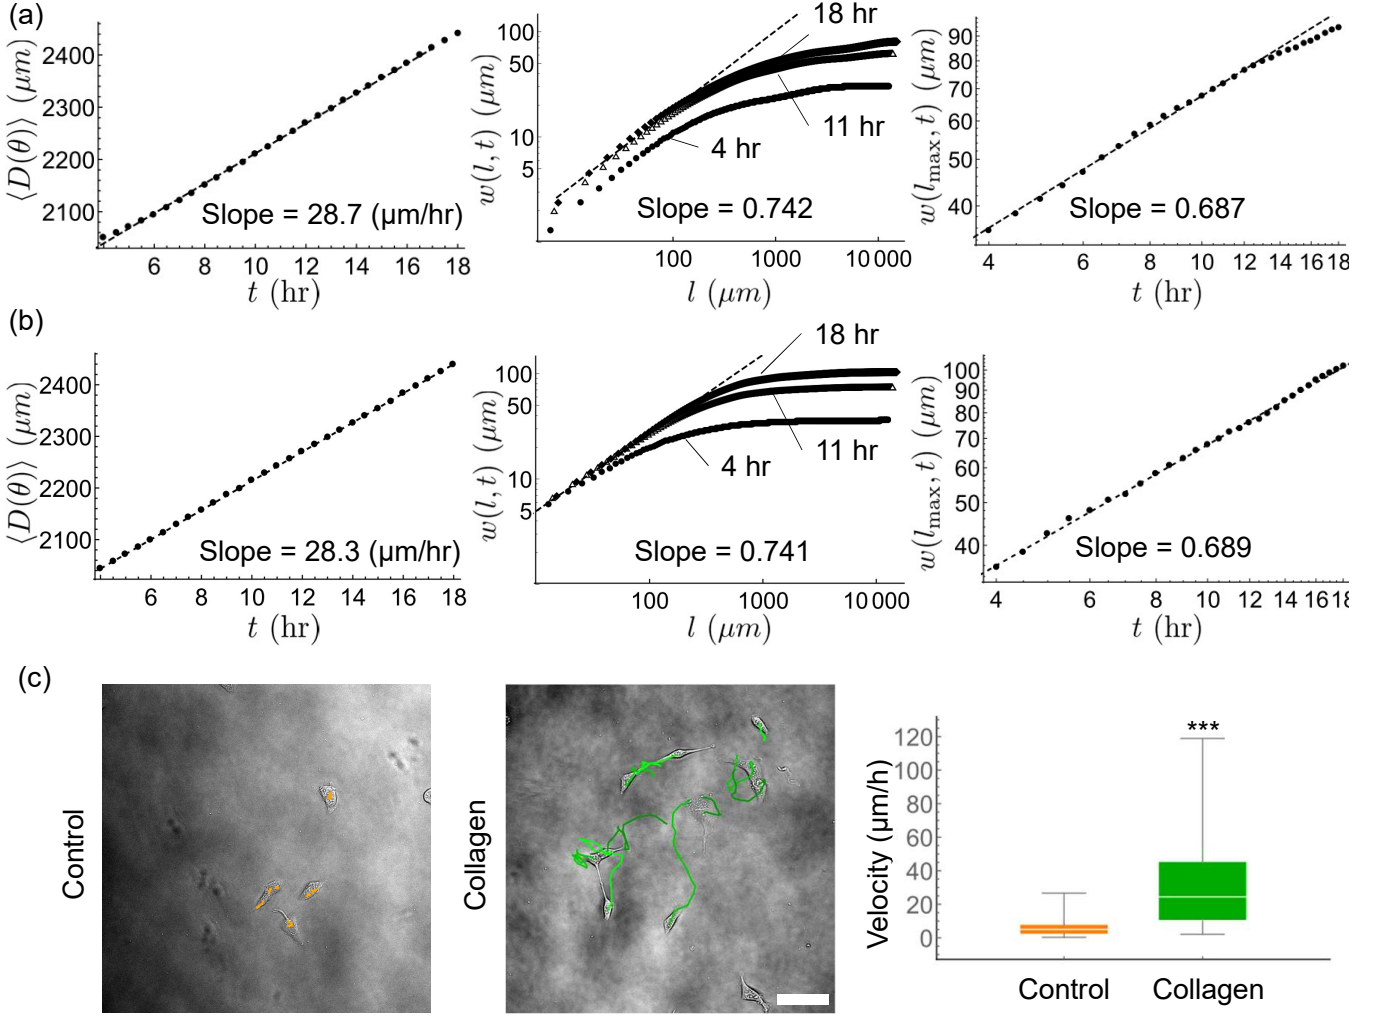 (a)
⟨D(θ)⟩ (μm)
2400
2300
2200
2100
Slope = 28.7 (μm/hr)
6 8 10 12 14 16 18
t (hr)
w(l, t) (μm)
100
50
10
5
18 hr
11 hr
4 hr
Slope = 0.742
100 1000 10 000
l (μm)
w(lmax, t) (μm)
90
80
70
60
50
40
Slope = 0.687
4 6 8 10 12 14 16 18
t (hr)
(b)
⟨D(θ)⟩ (μm)
2400
2300
2200
2100
Slope = 28.3 (μm/hr)
6 8 10 12 14 16 18
t (hr)
w(l, t) (μm)
100
50
10
5
18 hr
11 hr
4 hr
Slope = 0.741
100 1000 10 000
l (μm)
w(lmax, t) (μm)
100
90
80
70
60
50
40
Slope = 0.689
4 6 8 10 12 14 16 18
t (hr)
(c)
Control
Collagen
Velocity (μm/h)
120
100
80
60
40
20
0
***
Control Collagen